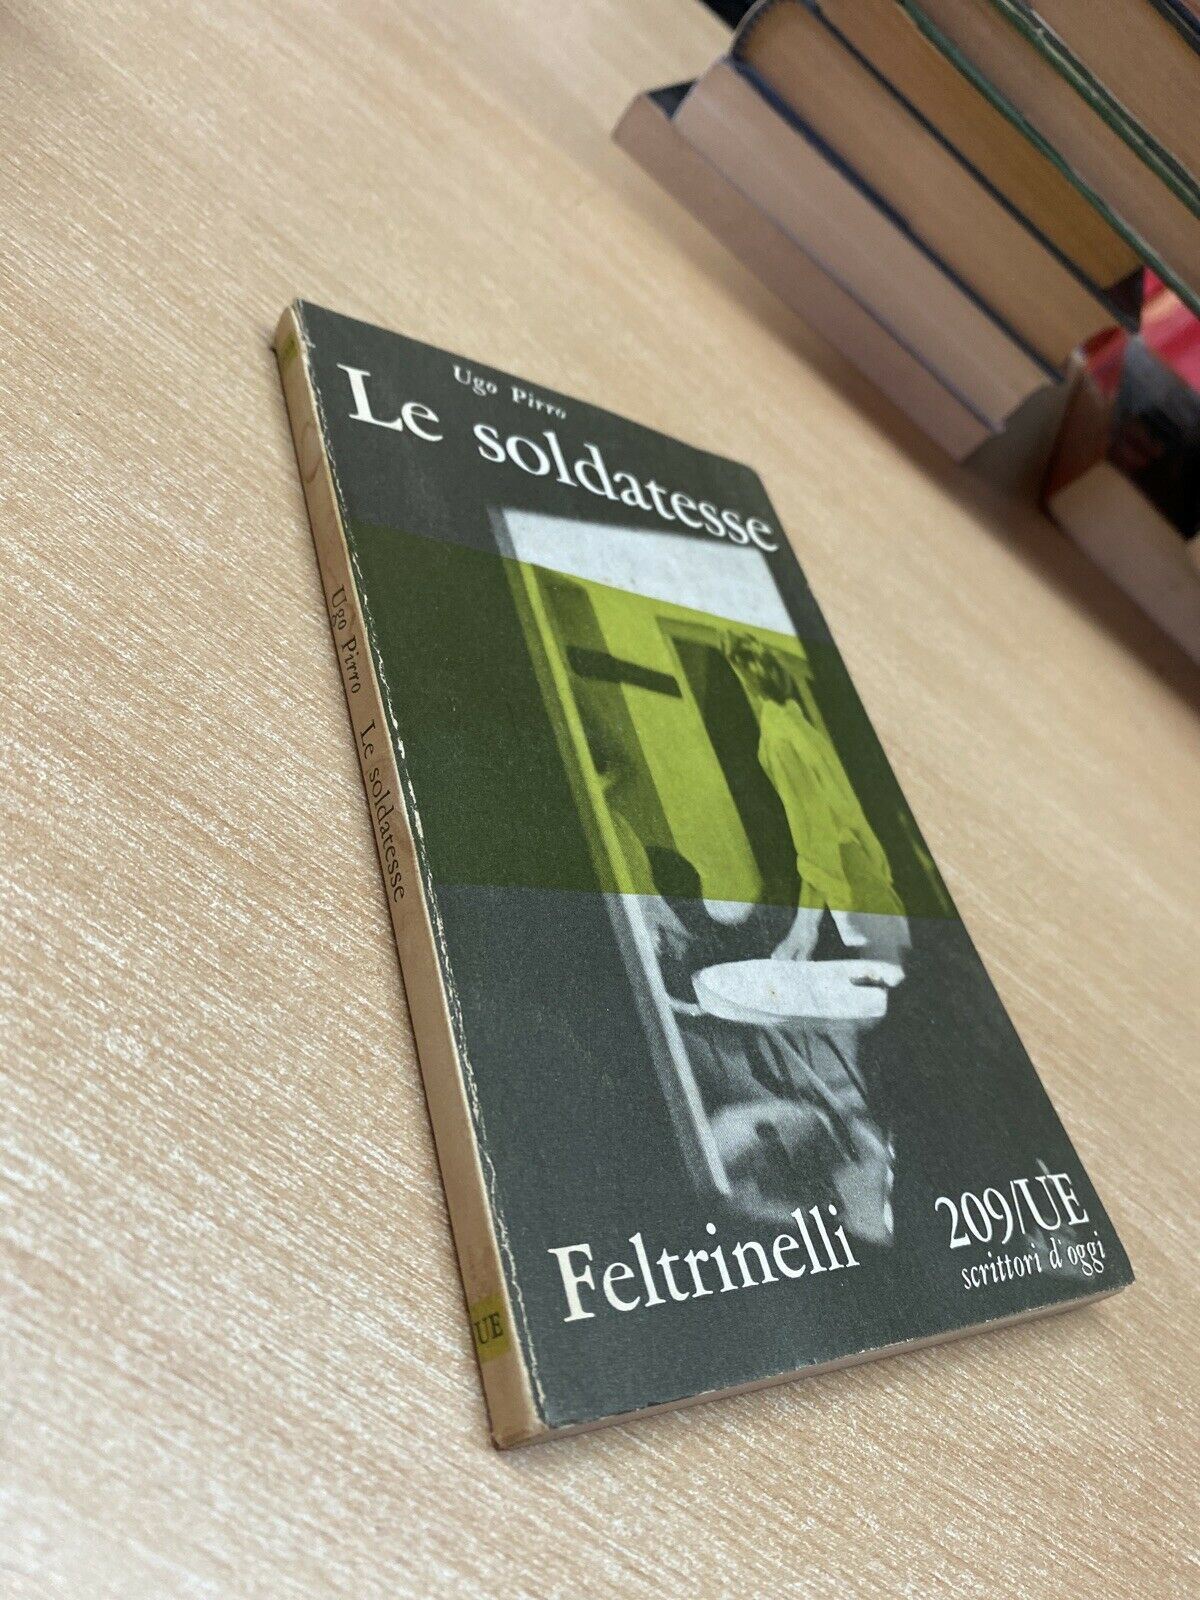 Ugo Pirro
Le soldatesse
Ugo Pirro Le soldatesse
UE
Feltrinelli
209/UE
scrittori d'oggi